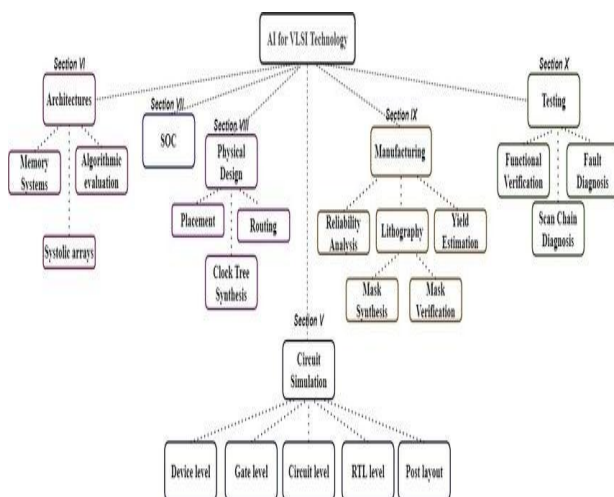 AI for VLSI Technology
Section VI
Architectures
Memory
Systems
Algorithmic
evaluation
Systolic arrays
Section VII
SOC
Section VIII
Physical
Design
Placement
Routing
Clock Tree
Synthesis
Section IX
Manufacturing
Reliability
Analysis
Lithography
Yield
Estimation
Mask
Synthesis
Mask
Verification
Section X
Testing
Functional
Verification
Fault
Diagnosis
Scan Chain
Diagnosis
Section V
Circuit
Simulation
Device level
Gate level
Circuit level
RTL level
Post layout